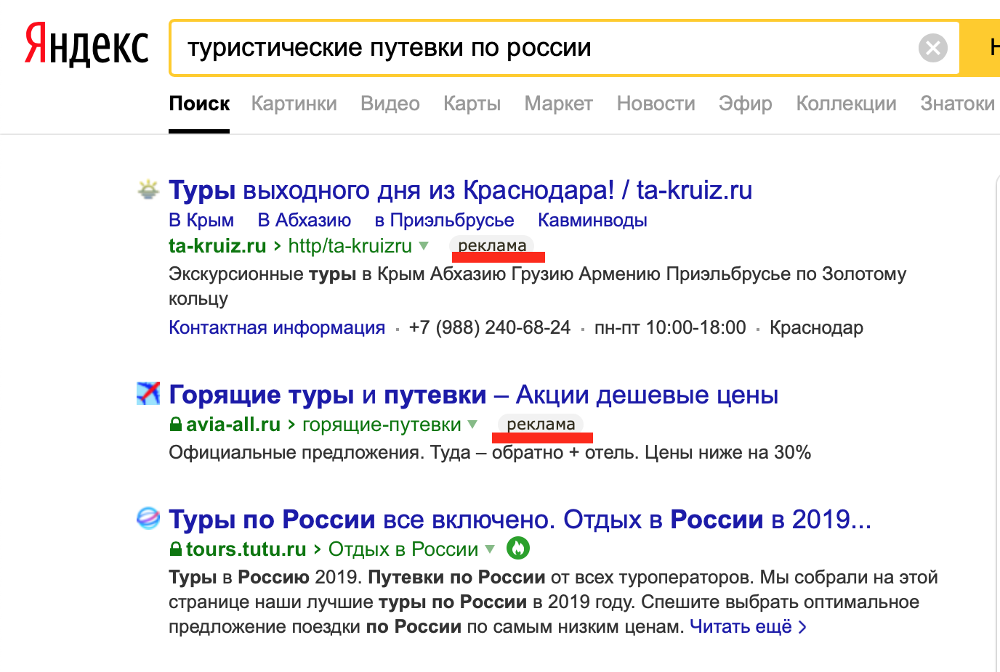 Яндекс
туристические путевки по россии
Поиск Картинки Видео Карты Маркет Новости Эфир Коллекции Знатоки
Туры выходного дня из Краснодара! / ta-kruiz.ru
В Крым В Абхазию в Приэльбрусье Кавминводы
ta-kruiz.ru > http/ta-kruizru реклама
Экскурсионные туры в Крым Абхазию Грузию Армению Приэльбрусье по Золотому
кольцу
Контактная информация · +7 (988) 240-68-24 · пн-пт 10:00-18:00 · Краснодар
Горящие туры и путевки – Акции дешевые цены
avia-all.ru > горящие-путевки реклама
Официальные предложения. Туда – обратно + отель. Цены ниже на 30%
Туры по России все включено. Отдых в России в 2019...
tours.tutu.ru > Отдых в России
Туры в Россию 2019. Путевки по России от всех туроператоров. Мы собрали на этой
странице наши лучшие туры по России в 2019 году. Спешите выбрать оптимальное
предложение поездки по России по самым низким ценам. Читать ещё >